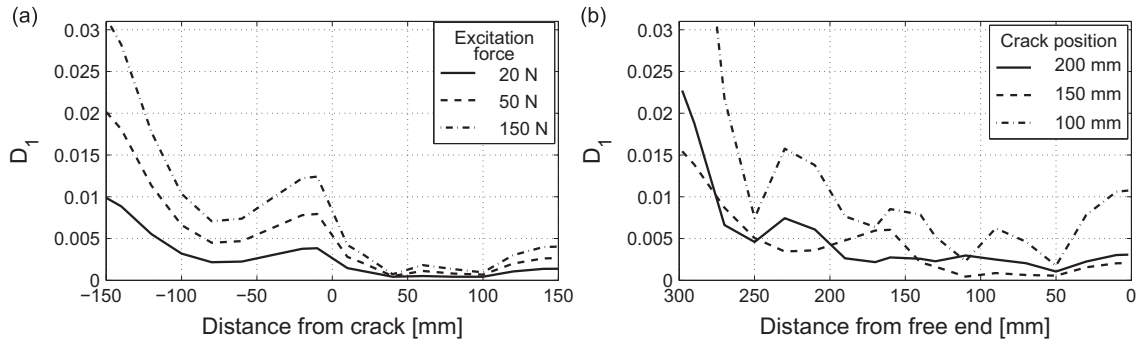 (a)
0.03
0.025
0.02
0.015
0.01
0.005
0
D1
−150 −100 −50 0 50 100 150
Distance from crack [mm]
Excitation
force
20 N
50 N
150 N
(b)
0.03
0.025
0.02
0.015
0.01
0.005
0
D1
300 250 200 150 100 50 0
Distance from free end [mm]
Crack position
200 mm
150 mm
100 mm